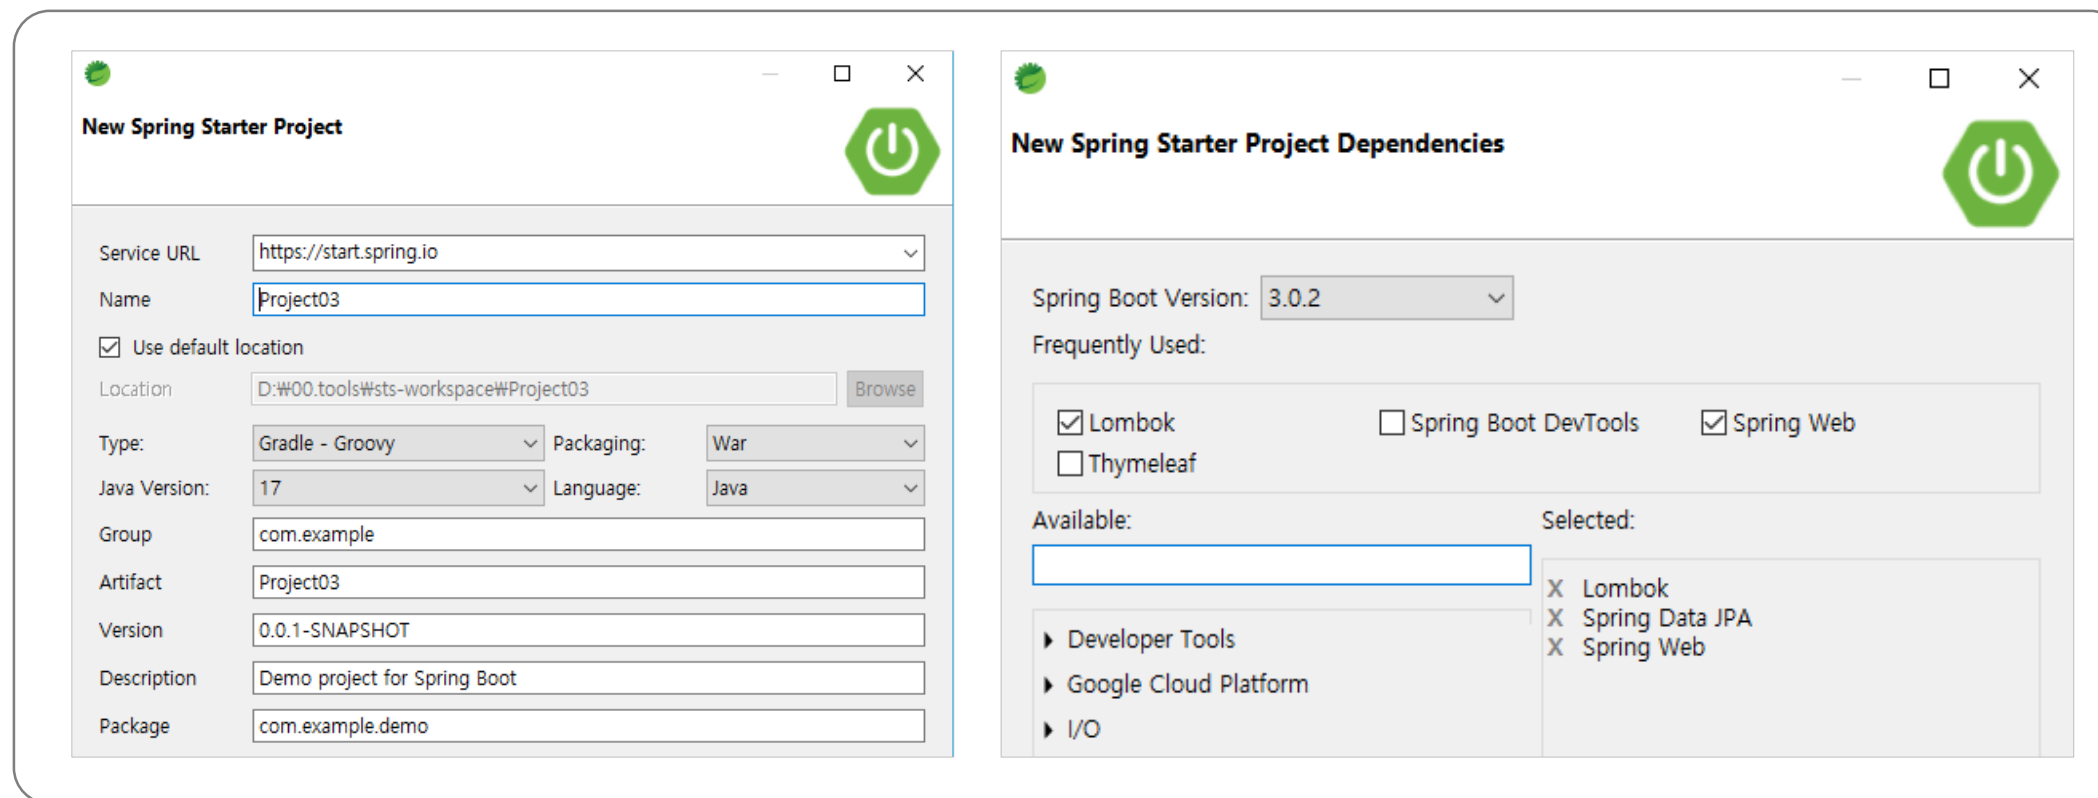 New Spring Starter Project
Service URL https://start.spring.io
Name Project03
Use default location
Location D:₩00.tools₩sts-workspace₩Project03 Browse
Type: Gradle - Groovy Packaging: War
Java Version: 17 Language: Java
Group com.example
Artifact Project03
Version 0.0.1-SNAPSHOT
Description Demo project for Spring Boot
Package com.example.demo
New Spring Starter Project Dependencies
Spring Boot Version: 3.0.2
Frequently Used:
Lombok Spring Boot DevTools Spring Web
Thymeleaf
Available:
Developer Tools
Google Cloud Platform
I/O
Selected:
X Lombok
X Spring Data JPA
X Spring Web